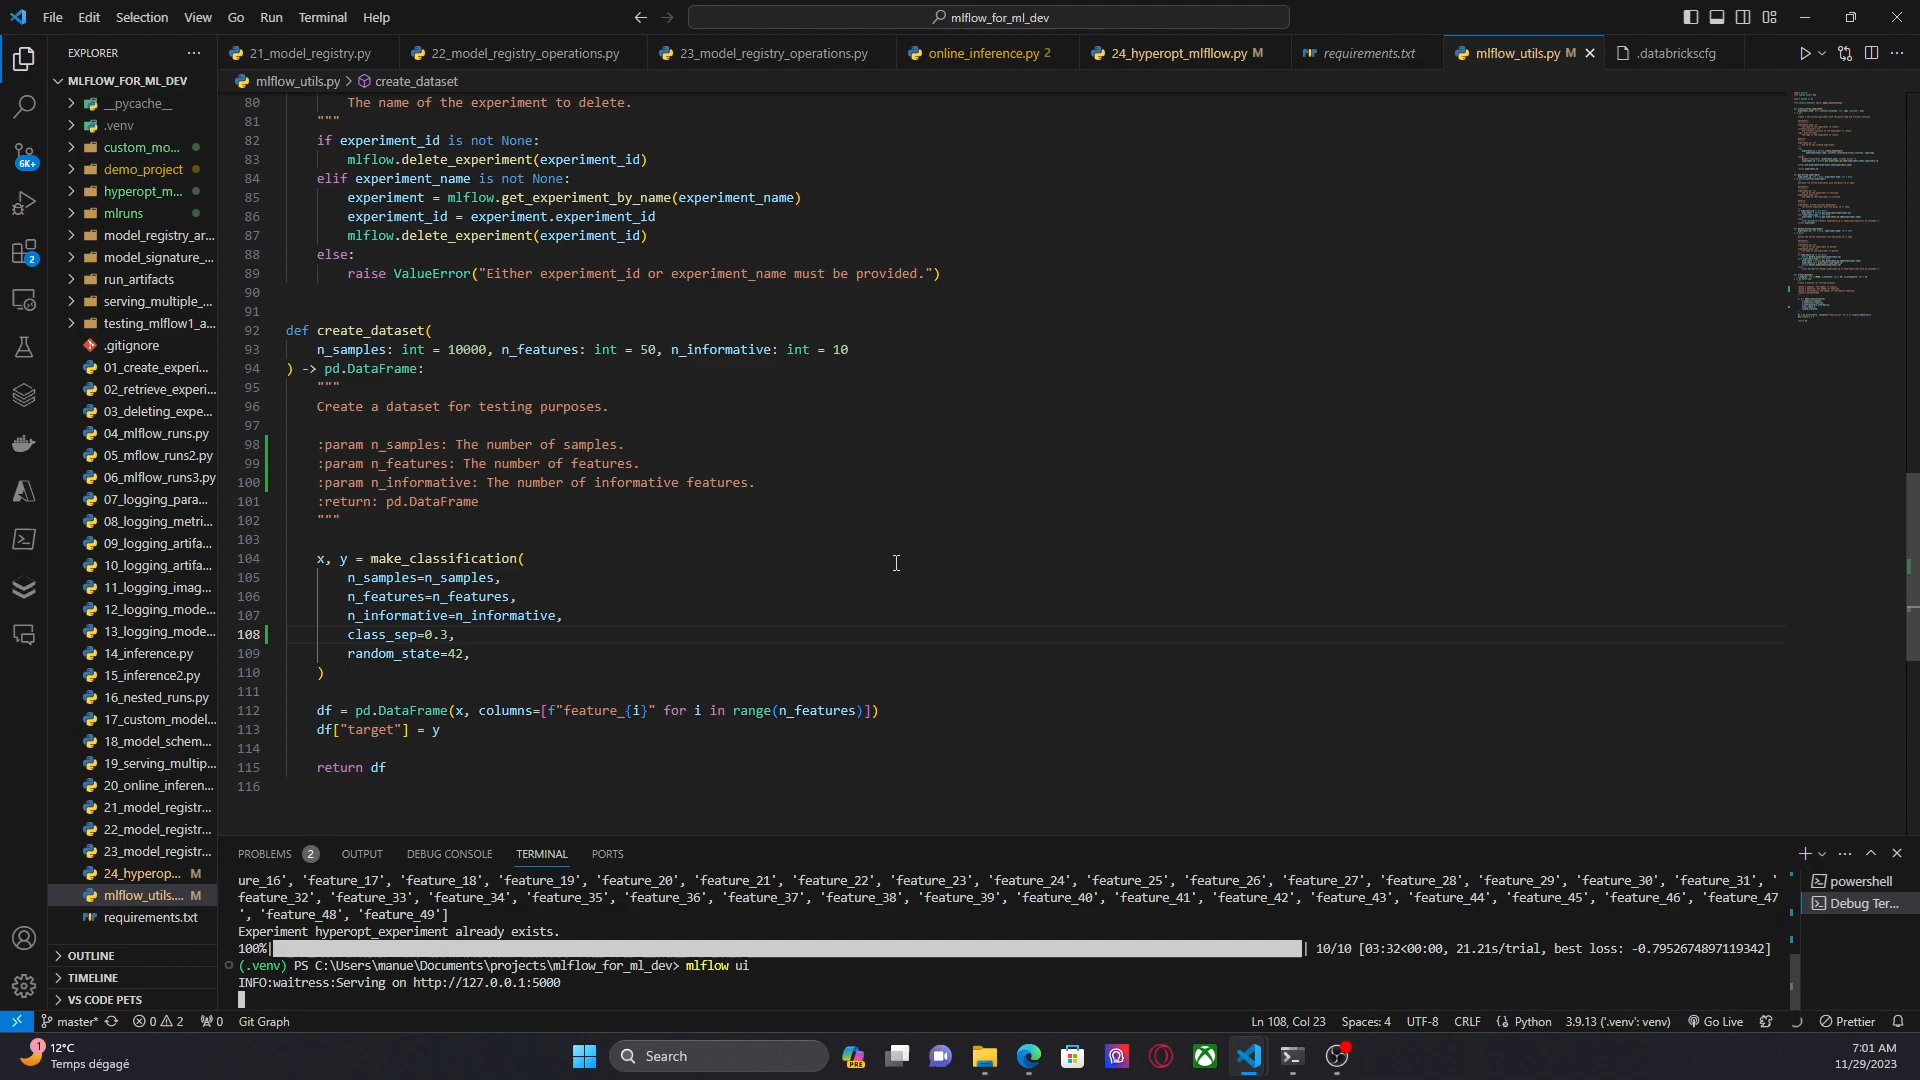 File Edit Selection View Go Run Terminal Help
mlflow_for_ml_dev
EXPLORER
MLFLOW_FOR_ML_DEV
__pycache__
.venv
custom_mo...
demo_project
hyperopt_m...
mlruns
model_registry_ar...
model_signature_...
run_artifacts
serving_multiple_...
testing_mlflow1_a...
.gitignore
01_create_experi...
02_retrieve_experi...
03_deleting_expe...
04_mlflow_runs.py
05_mflow_runs2.py
06_mlflow_runs3.py
07_logging_para...
08_logging_metri...
09_logging_artifa...
10_logging_artifa...
11_logging_imag...
12_logging_mode...
13_logging_mode...
14_inference.py
15_inference2.py
16_nested_runs.py
17_custom_model...
18_model_schem...
19_serving_multip...
20_online_inferen...
21_model_registr...
22_model_registr...
23_model_registr...
24_hyperop... M
mlflow_utils.... M
requirements.txt
OUTLINE
TIMELINE
VS CODE PETS
6K+
2
21_model_registry.py 22_model_registry_operations.py 23_model_registry_operations.py online_inference.py 2 24_hyperopt_mlfllow.py M requirements.txt mlflow_utils.py M .databrickscfg
mlflow_utils.py > create_dataset
80 The name of the experiment to delete.
81 """
82 if experiment_id is not None:
83 mlflow.delete_experiment(experiment_id)
84 elif experiment_name is not None:
85 experiment = mlflow.get_experiment_by_name(experiment_name)
86 experiment_id = experiment.experiment_id
87 mlflow.delete_experiment(experiment_id)
88 else:
89 raise ValueError("Either experiment_id or experiment_name must be provided.")
90
91
92 def create_dataset(
93 n_samples: int = 10000, n_features: int = 50, n_informative: int = 10
94 ) -> pd.DataFrame:
95 """
96 Create a dataset for testing purposes.
97
98 :param n_samples: The number of samples.
99 :param n_features: The number of features.
100 :param n_informative: The number of informative features.
101 :return: pd.DataFrame
102 """
103
104 x, y = make_classification(
105 n_samples=n_samples,
106 n_features=n_features,
107 n_informative=n_informative,
108 class_sep=0.3,
109 random_state=42,
110 )
111
112 df = pd.DataFrame(x, columns=[f"feature_{i}" for i in range(n_features)])
113 df["target"] = y
114
115 return df
116
PROBLEMS 2 OUTPUT DEBUG CONSOLE TERMINAL PORTS
ure_16', 'feature_17', 'feature_18', 'feature_19', 'feature_20', 'feature_21', 'feature_22', 'feature_23', 'feature_24', 'feature_25', 'feature_26', 'feature_27', 'feature_28', 'feature_29', 'feature_30', 'feature_31', '
feature_32', 'feature_33', 'feature_34', 'feature_35', 'feature_36', 'feature_37', 'feature_38', 'feature_39', 'feature_40', 'feature_41', 'feature_42', 'feature_43', 'feature_44', 'feature_45', 'feature_46', 'feature_47
', 'feature_48', 'feature_49']
Experiment hyperopt_experiment already exists.
100%| | 10/10 [03:32<00:00, 21.21s/trial, best loss: -0.7952674897119342]
(.venv) PS C:\Users\manue\Documents\projects\mlflow_for_ml_dev> mlflow ui
INFO:waitress:Serving on http://127.0.0.1:5000
powershell
Debug Ter...
master* 0 2 0 Git Graph Ln 108, Col 23 Spaces: 4 UTF-8 CRLF Python 3.9.13 ('.venv': venv) Go Live Prettier
1 12°C
Temps dégagé
Search
PRE
7:01 AM
11/29/2023